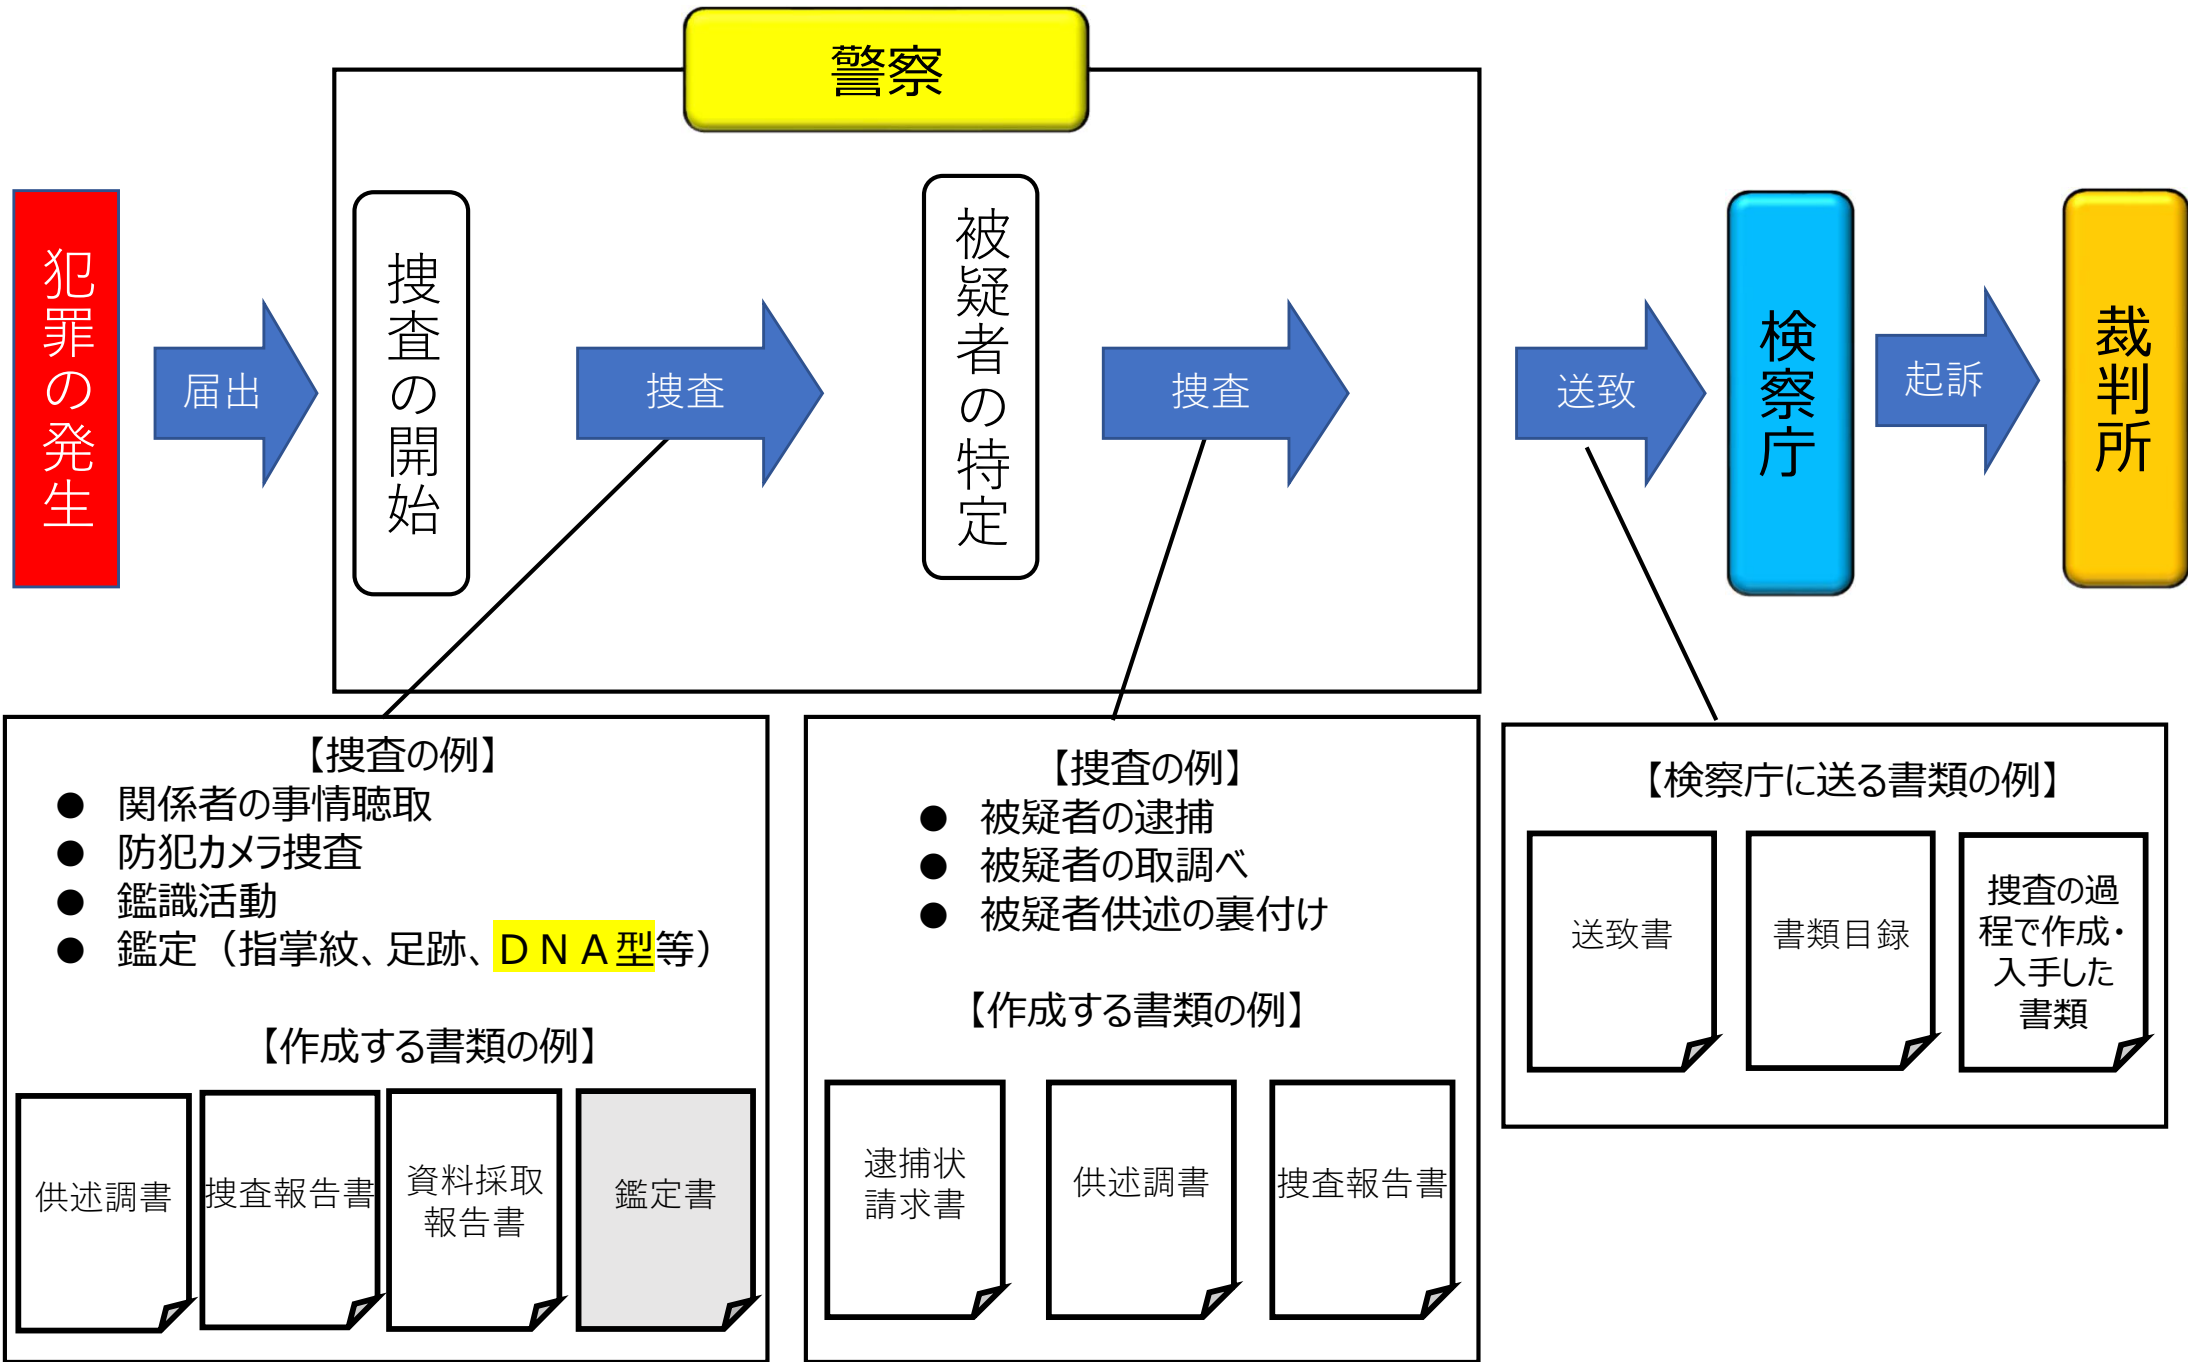 警察
犯罪の発生
届出
捜査の開始
捜査
被疑者の特定
捜査
送致
検察庁
起訴
裁判所
【捜査の例】
● 関係者の事情聴取
● 防犯カメラ捜査
● 鑑識活動
● 鑑定（指掌紋、足跡、ＤＮＡ型等）
【作成する書類の例】
供述調書
捜査報告書
資料採取
報告書
鑑定書
【捜査の例】
● 被疑者の逮捕
● 被疑者の取調べ
● 被疑者供述の裏付け
【作成する書類の例】
逮捕状
請求書
供述調書
捜査報告書
【検察庁に送る書類の例】
送致書
書類目録
捜査の過
程で作成・
入手した
書類